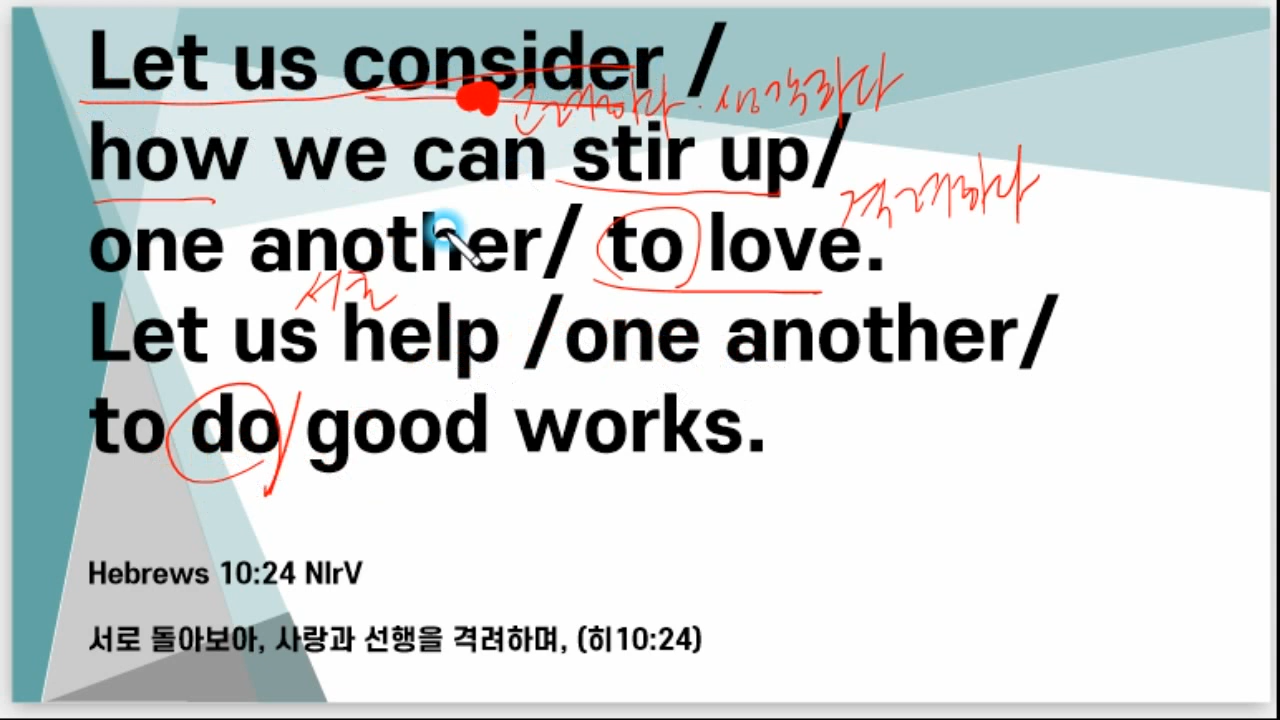 Let us consider /
고려하다 · 생각하다
how we can stir up/
격려하다
one another/ to love.
서로
Let us help /one another/
to do/good works.
Hebrews 10:24 NIrV
서로 돌아보아, 사랑과 선행을 격려하며, (히10:24)